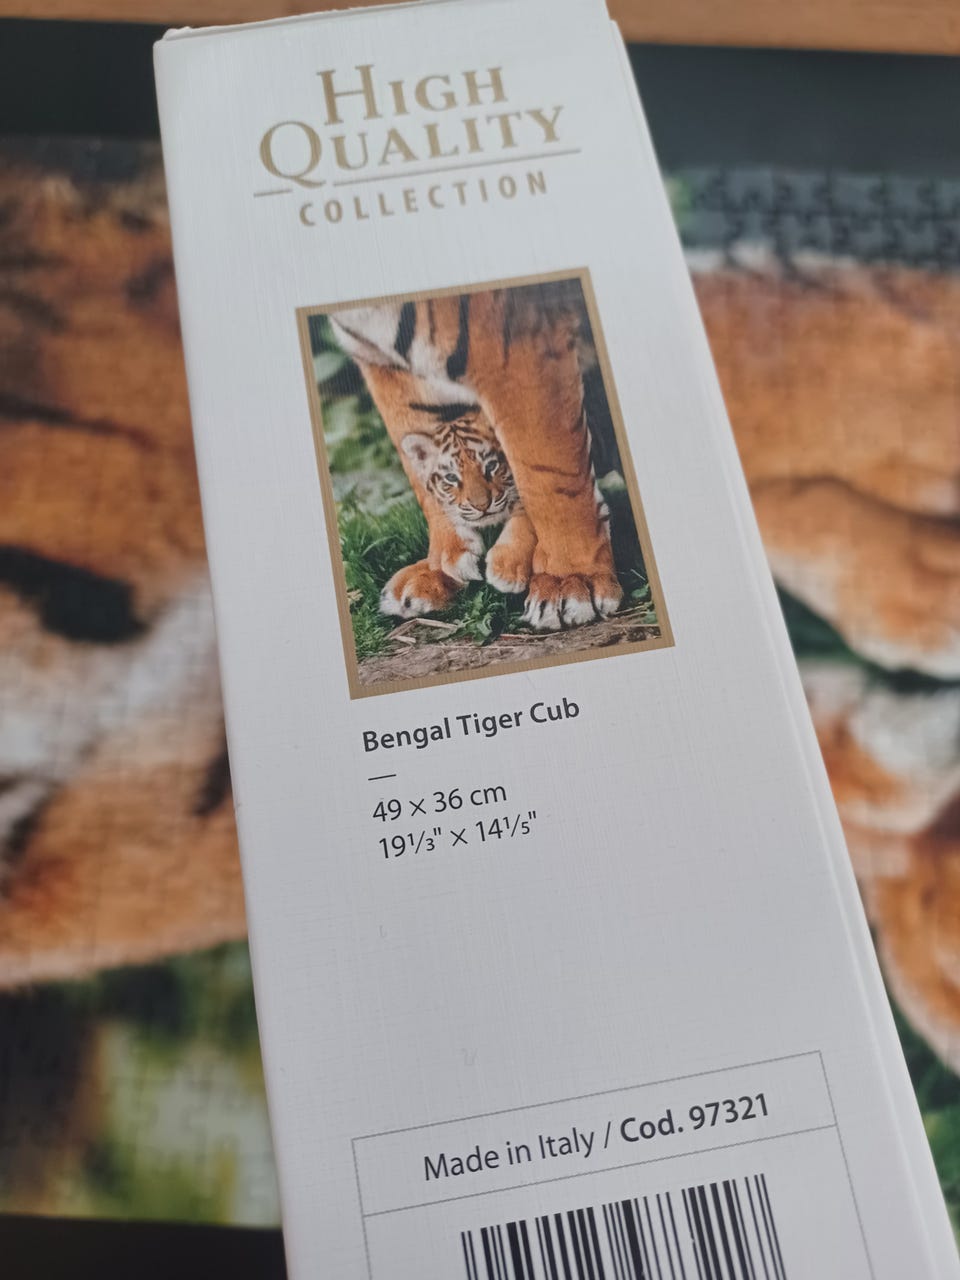 HIGH
QUALITY
COLLECTION
Bengal Tiger Cub
—
49 × 36 cm
19⅓" × 14⅕"
Made in Italy / Cod. 97321